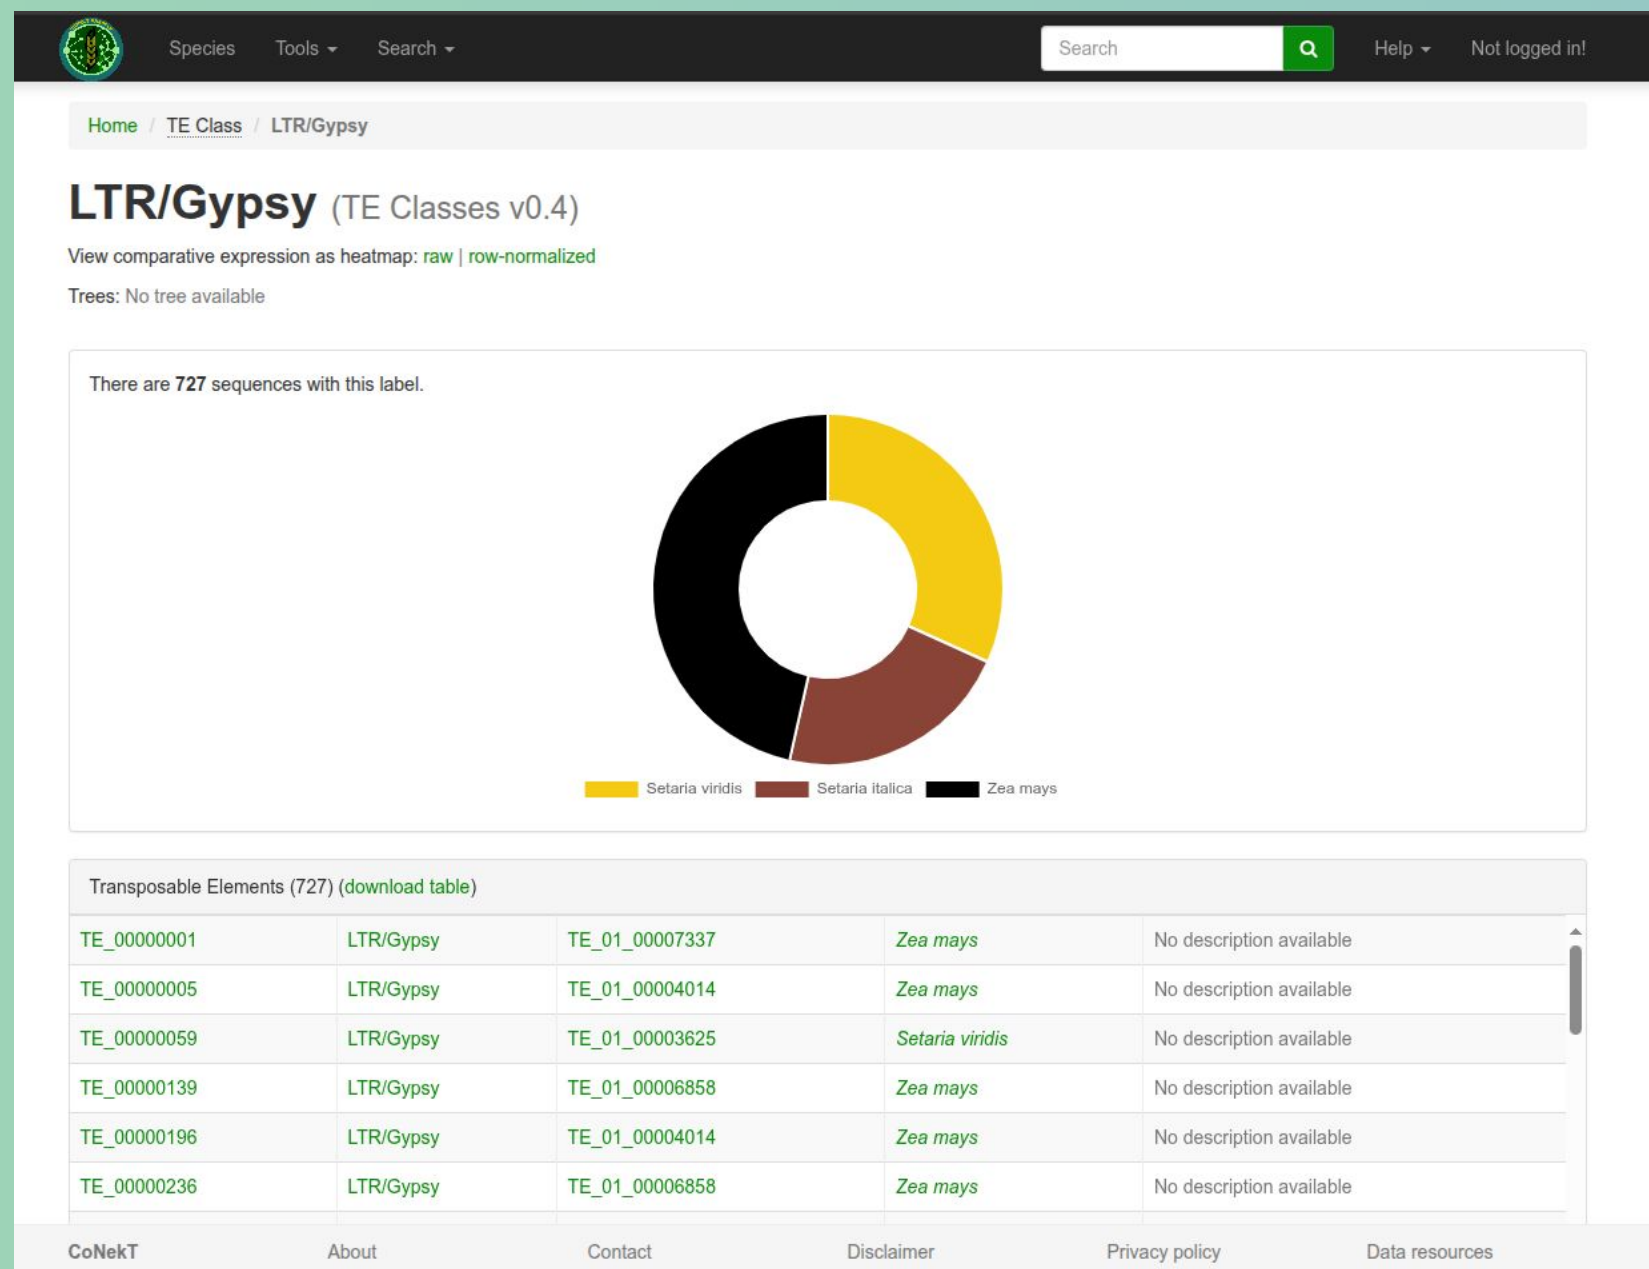 Species Tools Search Search Help Not logged in!
Home / TE Class / LTR/Gypsy
LTR/Gypsy (TE Classes v0.4)
View comparative expression as heatmap: raw | row-normalized
Trees: No tree available
There are 727 sequences with this label.
Setaria viridis Setaria italica Zea mays
Transposable Elements (727) (download table)
TE_00000001 LTR/Gypsy TE_01_00007337 Zea mays No description available
TE_00000005 LTR/Gypsy TE_01_00004014 Zea mays No description available
TE_00000059 LTR/Gypsy TE_01_00003625 Setaria viridis No description available
TE_00000139 LTR/Gypsy TE_01_00006858 Zea mays No description available
TE_00000196 LTR/Gypsy TE_01_00004014 Zea mays No description available
TE_00000236 LTR/Gypsy TE_01_00006858 Zea mays No description available
CoNekT About Contact Disclaimer Privacy policy Data resources